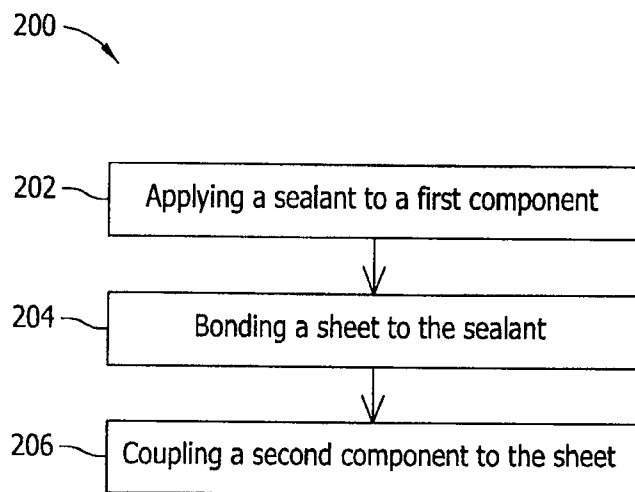 200
202 Applying a sealant to a first component
204 Bonding a sheet to the sealant
206 Coupling a second component to the sheet